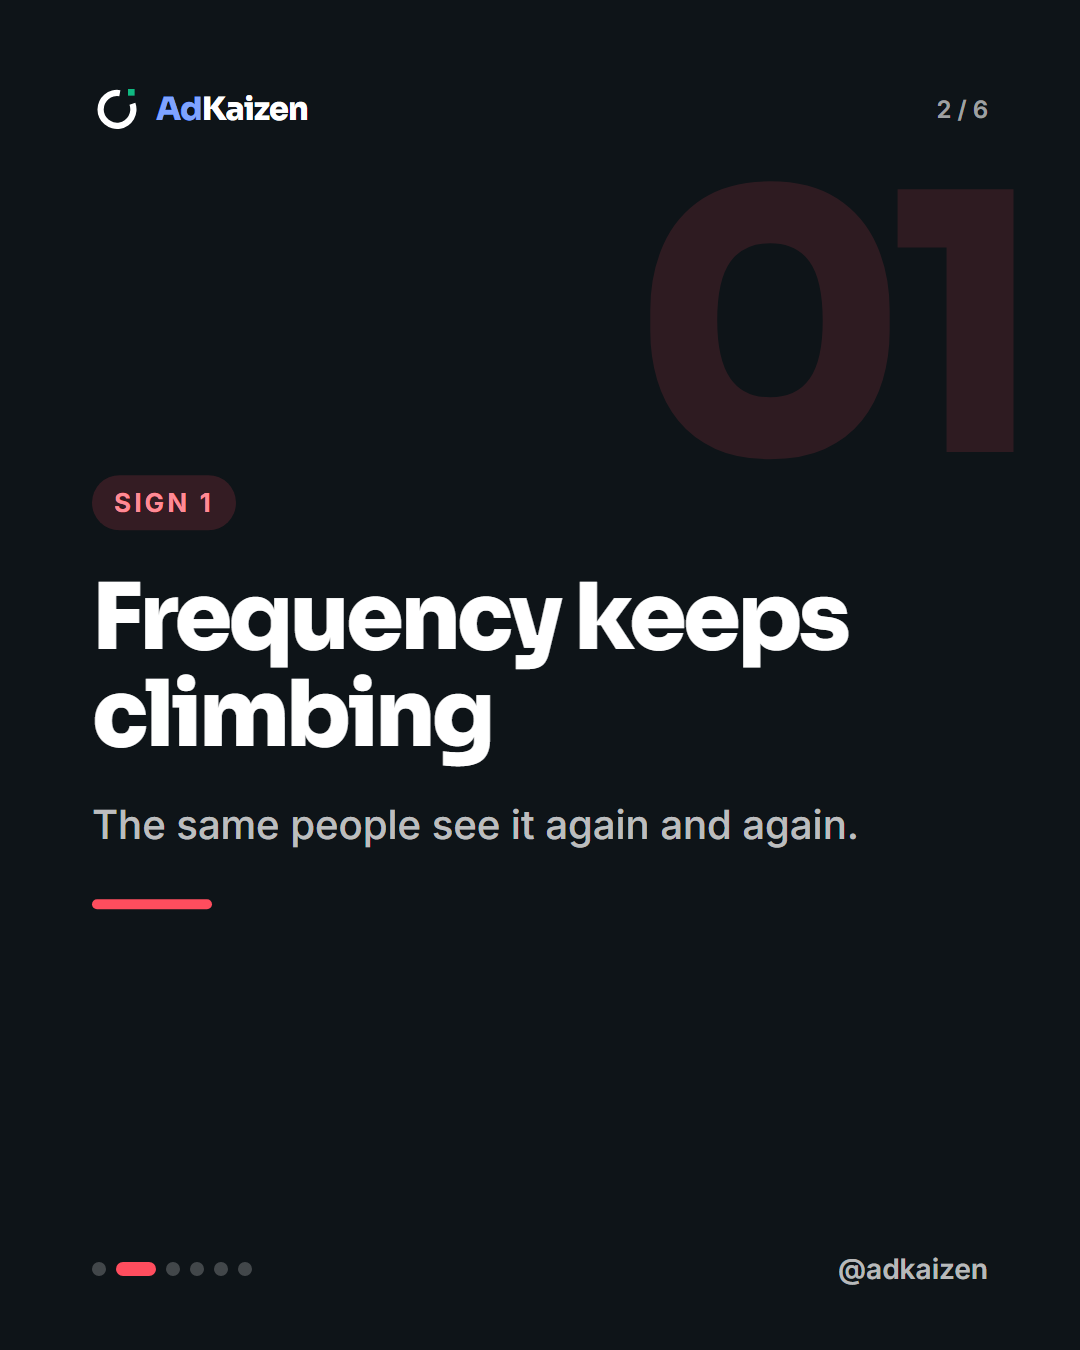 AdKaizen
2 / 6
01
SIGN 1
Frequency keeps
climbing
The same people see it again and again.
@adkaizen